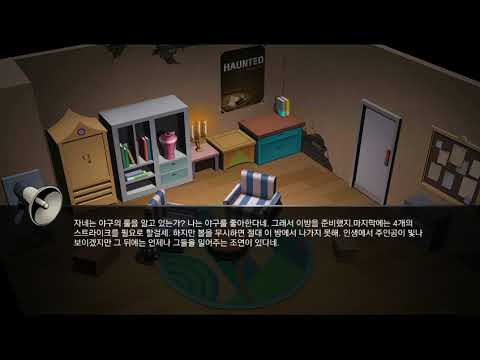 HAUNTED
자네는 야구의 룰을 알고 있는가? 나는 야구를 좋아한다네. 그래서 이방을 준비했지.마지막에는 4개의
스트라이크를 필요로 할걸세. 하지만 볼을 무시하면 절대 이 방에서 나가지 못해. 인생에서 주인공이 빛나
보이겠지만 그 뒤에는 언제나 그들을 밀어주는 조연이 있다네.